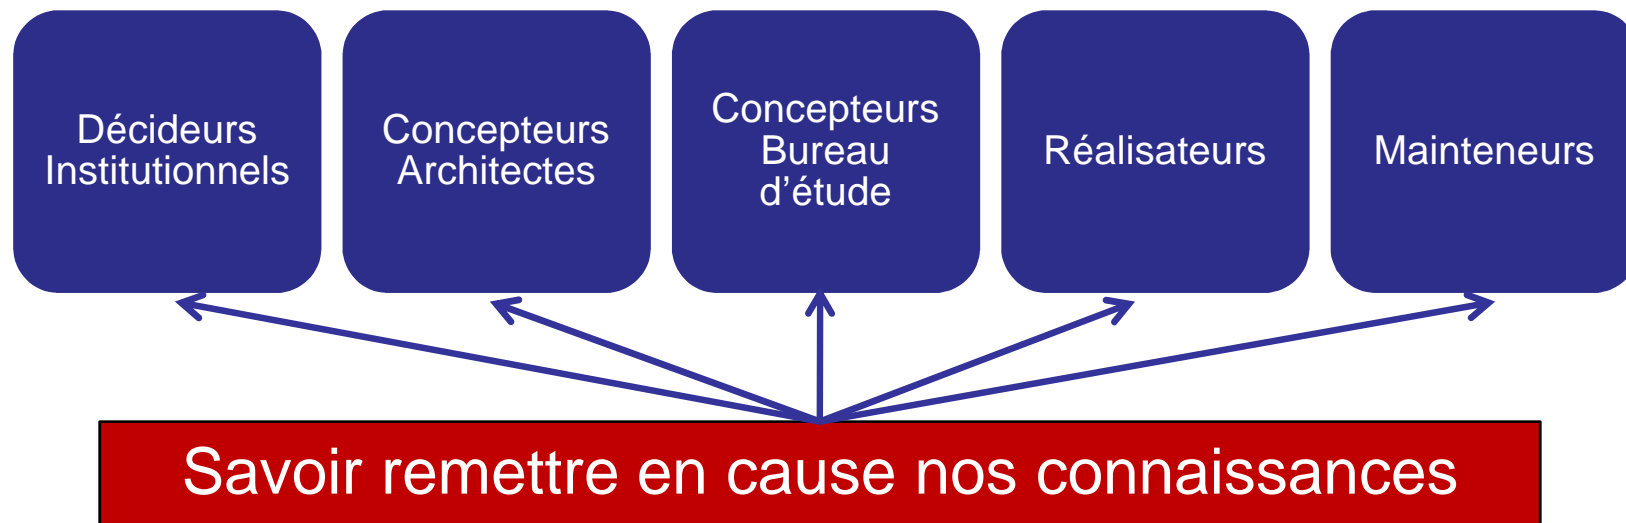 Décideurs
Institutionnels
Concepteurs
Architectes
Concepteurs
Bureau
d’étude
Réalisateurs
Mainteneurs
Savoir remettre en cause nos connaissances